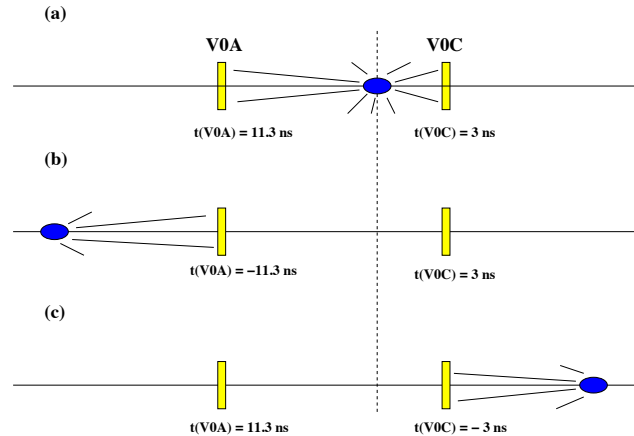 (a)
V0A V0C
t(V0A) = 11.3 ns t(V0C) = 3 ns
(b)
t(V0A) = −11.3 ns t(V0C) = 3 ns
(c)
t(V0A) = 11.3 ns t(V0C) = − 3 ns